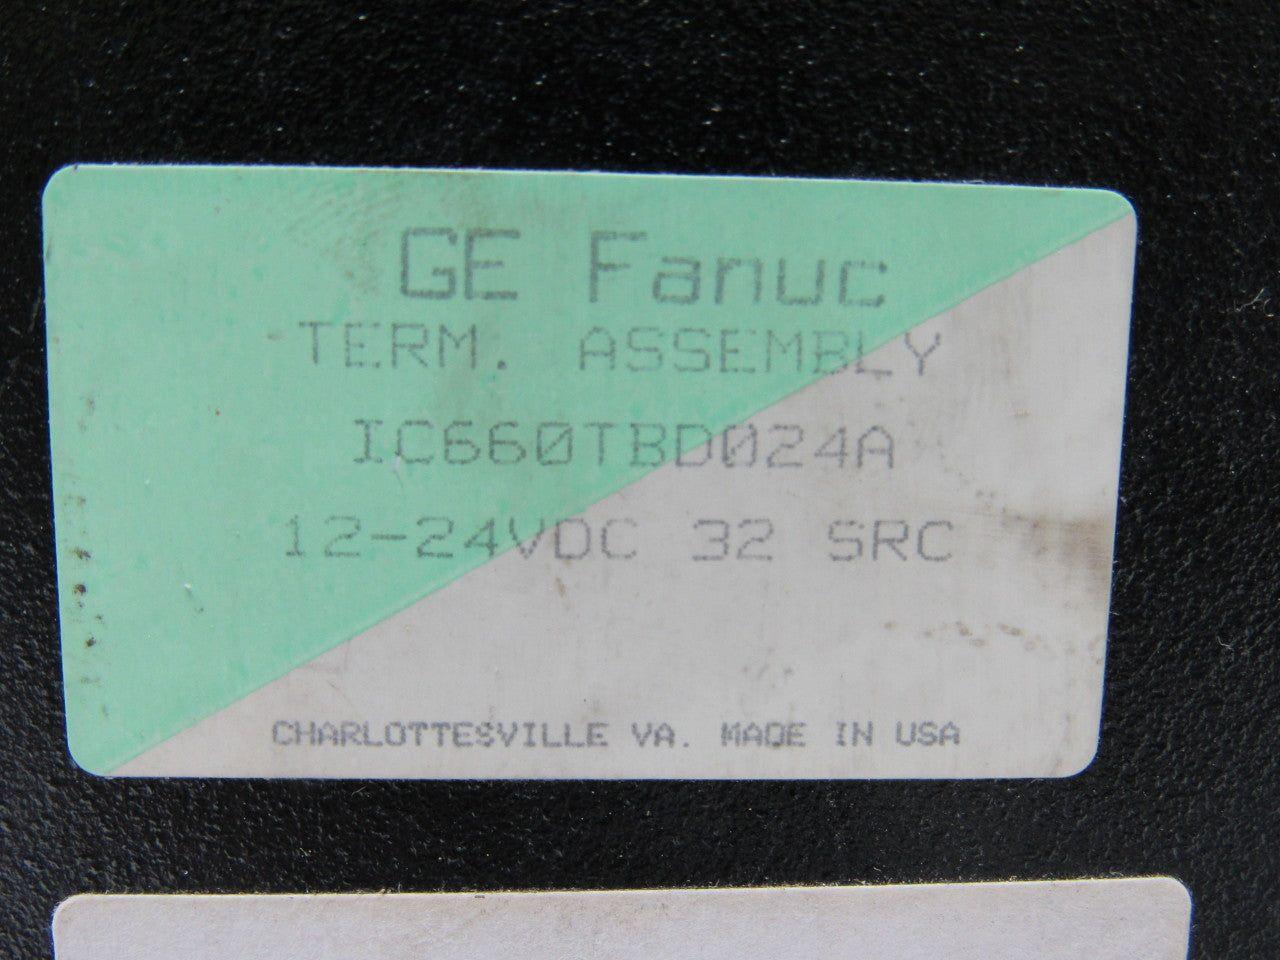 GE Fanuc
TERM. ASSEMBLY
IC660TBD024A
12-24VDC 32 SRC
CHARLOTTESVILLE VA. MADE IN USA